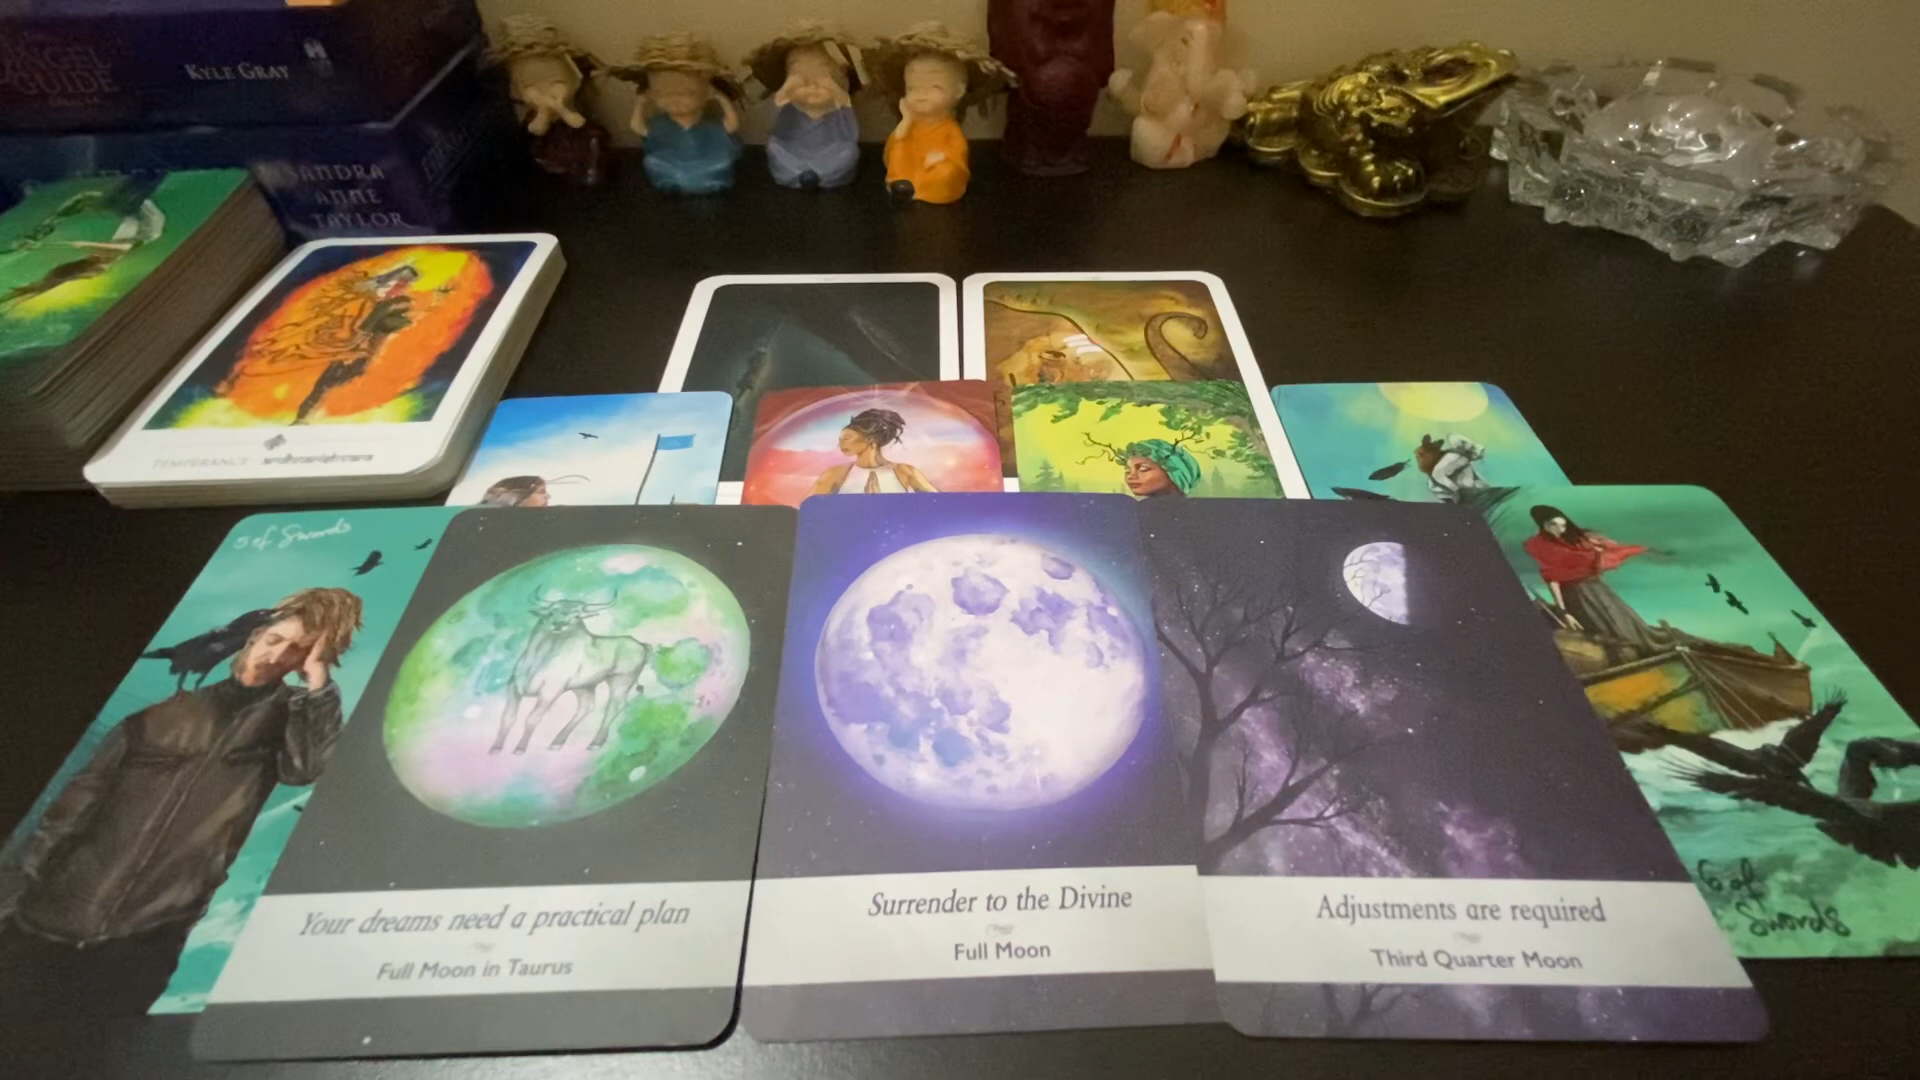 ANGEL
GUIDE
KYLE GRAY
SANDRA
ANNE
TAYLOR
TEMPERANCE
5 of Swords
6 of
Swords
Your dreams need a practical plan
Full Moon in Taurus
Surrender to the Divine
Full Moon
Adjustments are required
Third Quarter Moon